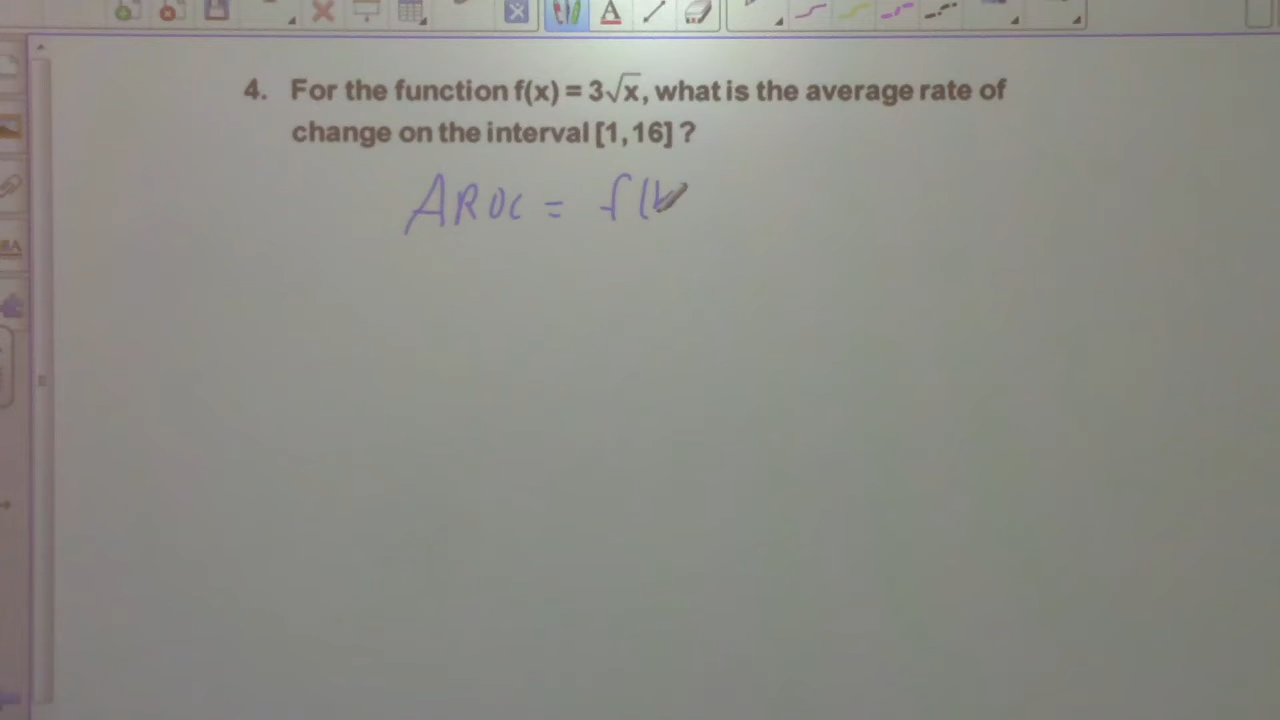 4. For the function f(x) = 3√x, what is the average rate of
change on the interval [1,16] ?
AROC = f(b